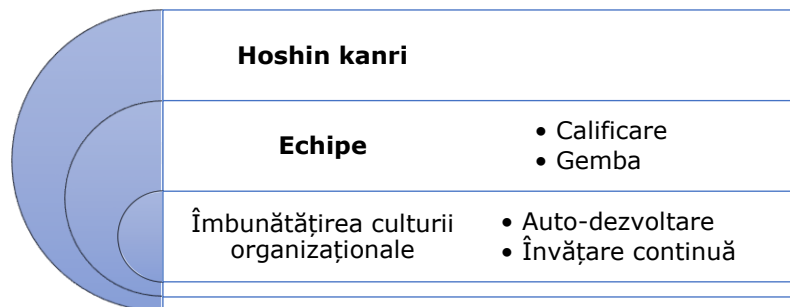 Hoshin kanri
Echipe
• Calificare
• Gemba
Îmbunătățirea culturii
organizaționale
• Auto-dezvoltare
• Învățare continuă